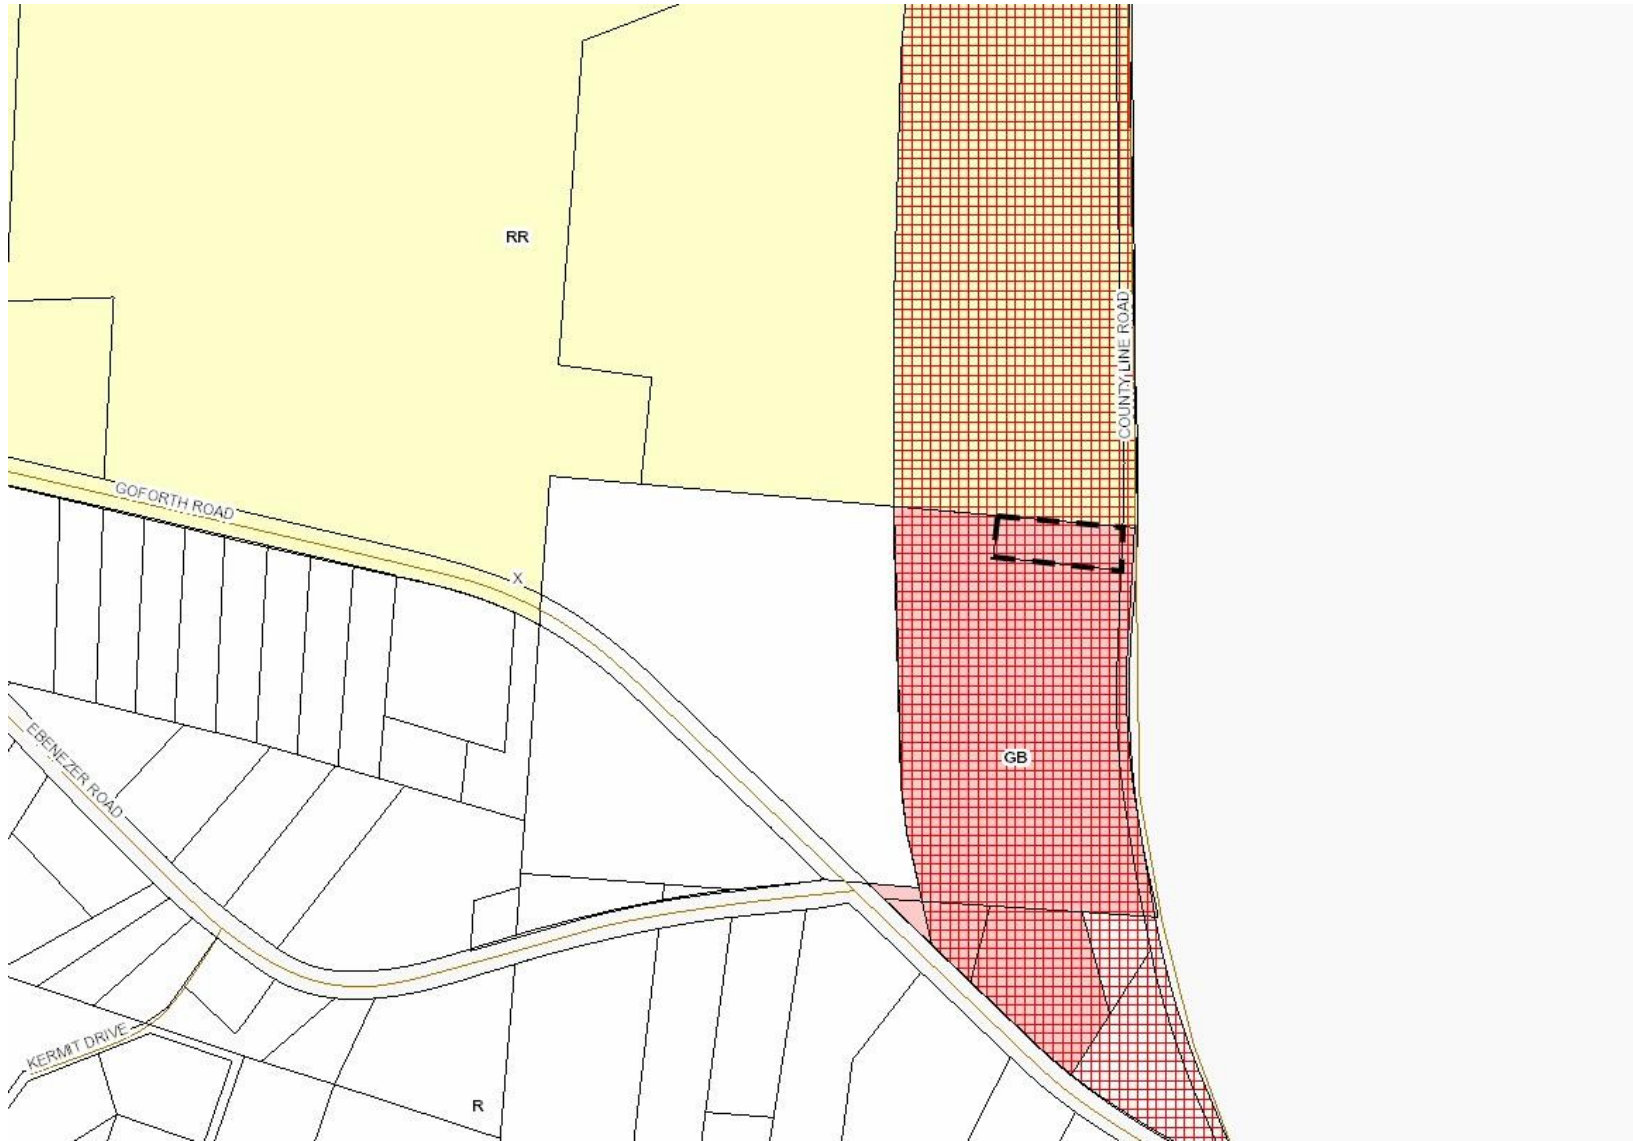 RR
COUNTY LINE ROAD
GOFORTH ROAD
X
EBENEZER ROAD
GB
KERMIT DRIVE
R